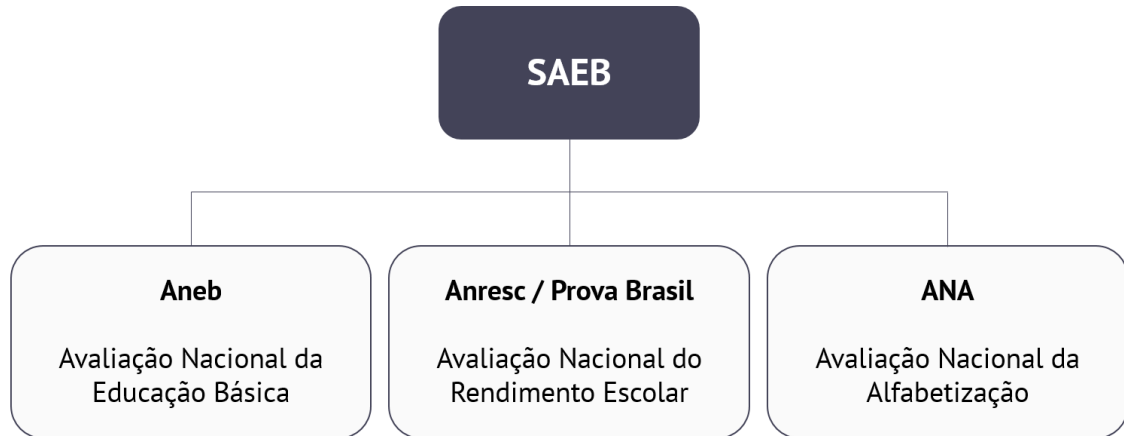 SAEB
Aneb
Avaliação Nacional da
Educação Básica
Anresc / Prova Brasil
Avaliação Nacional do
Rendimento Escolar
ANA
Avaliação Nacional da
Alfabetização